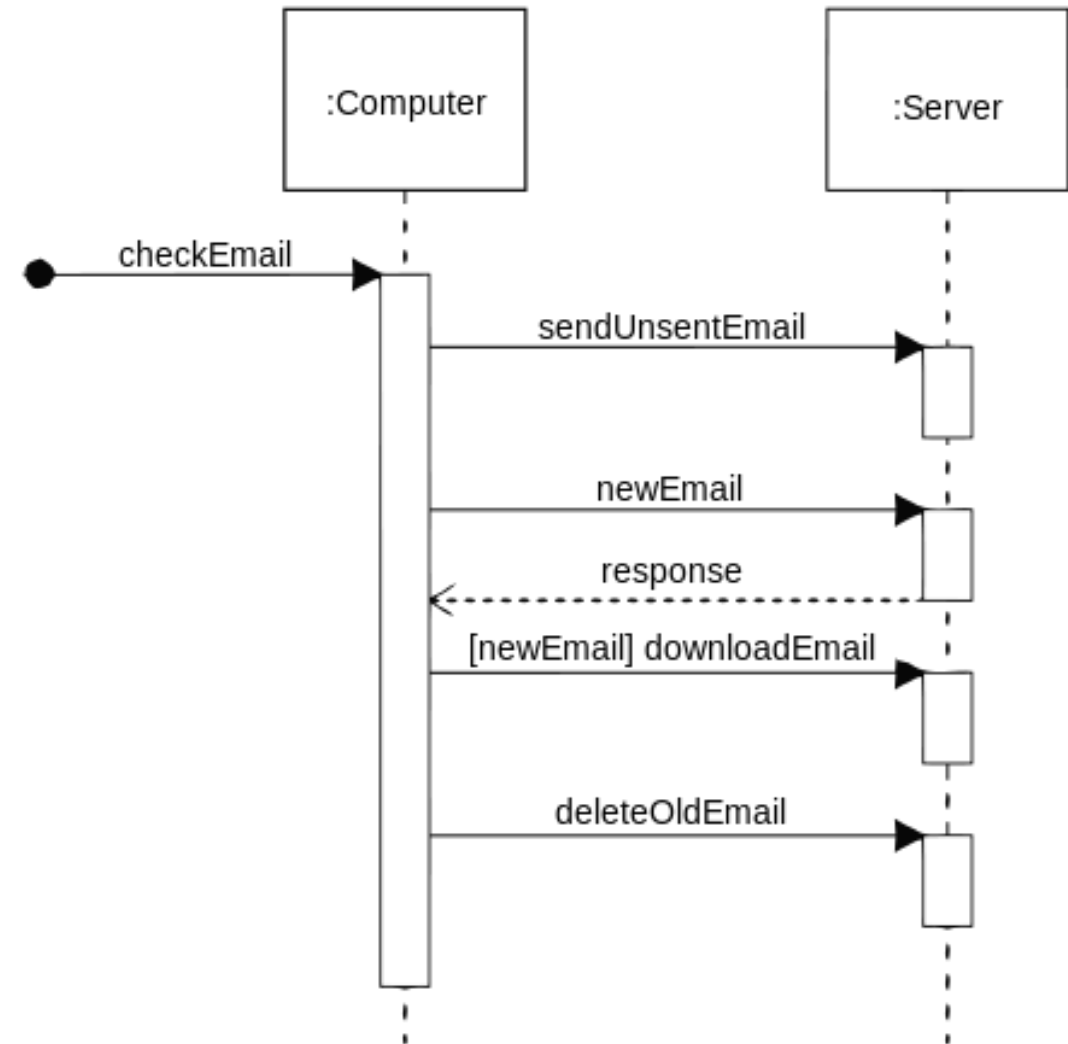 :Computer
:Server
checkEmail
sendUnsentEmail
newEmail
response
[newEmail] downloadEmail
deleteOldEmail